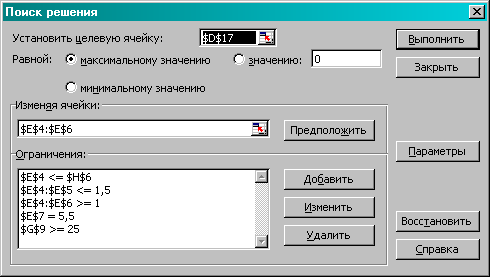 Поиск решения
Установить целевую ячейку: $D$17
Выполнить
Равной: максимальному значению значению: 0
Закрыть
минимальному значению
Изменяя ячейки:
$E$4:$E$6
Предположить
Параметры
Ограничения:
$E$4 <= $H$6
$E$4:$E$5 <= 1,5
$E$4:$E$6 >= 1
$E$7 = 5,5
$G$9 >= 25
Добавить
Изменить
Удалить
Восстановить
Справка